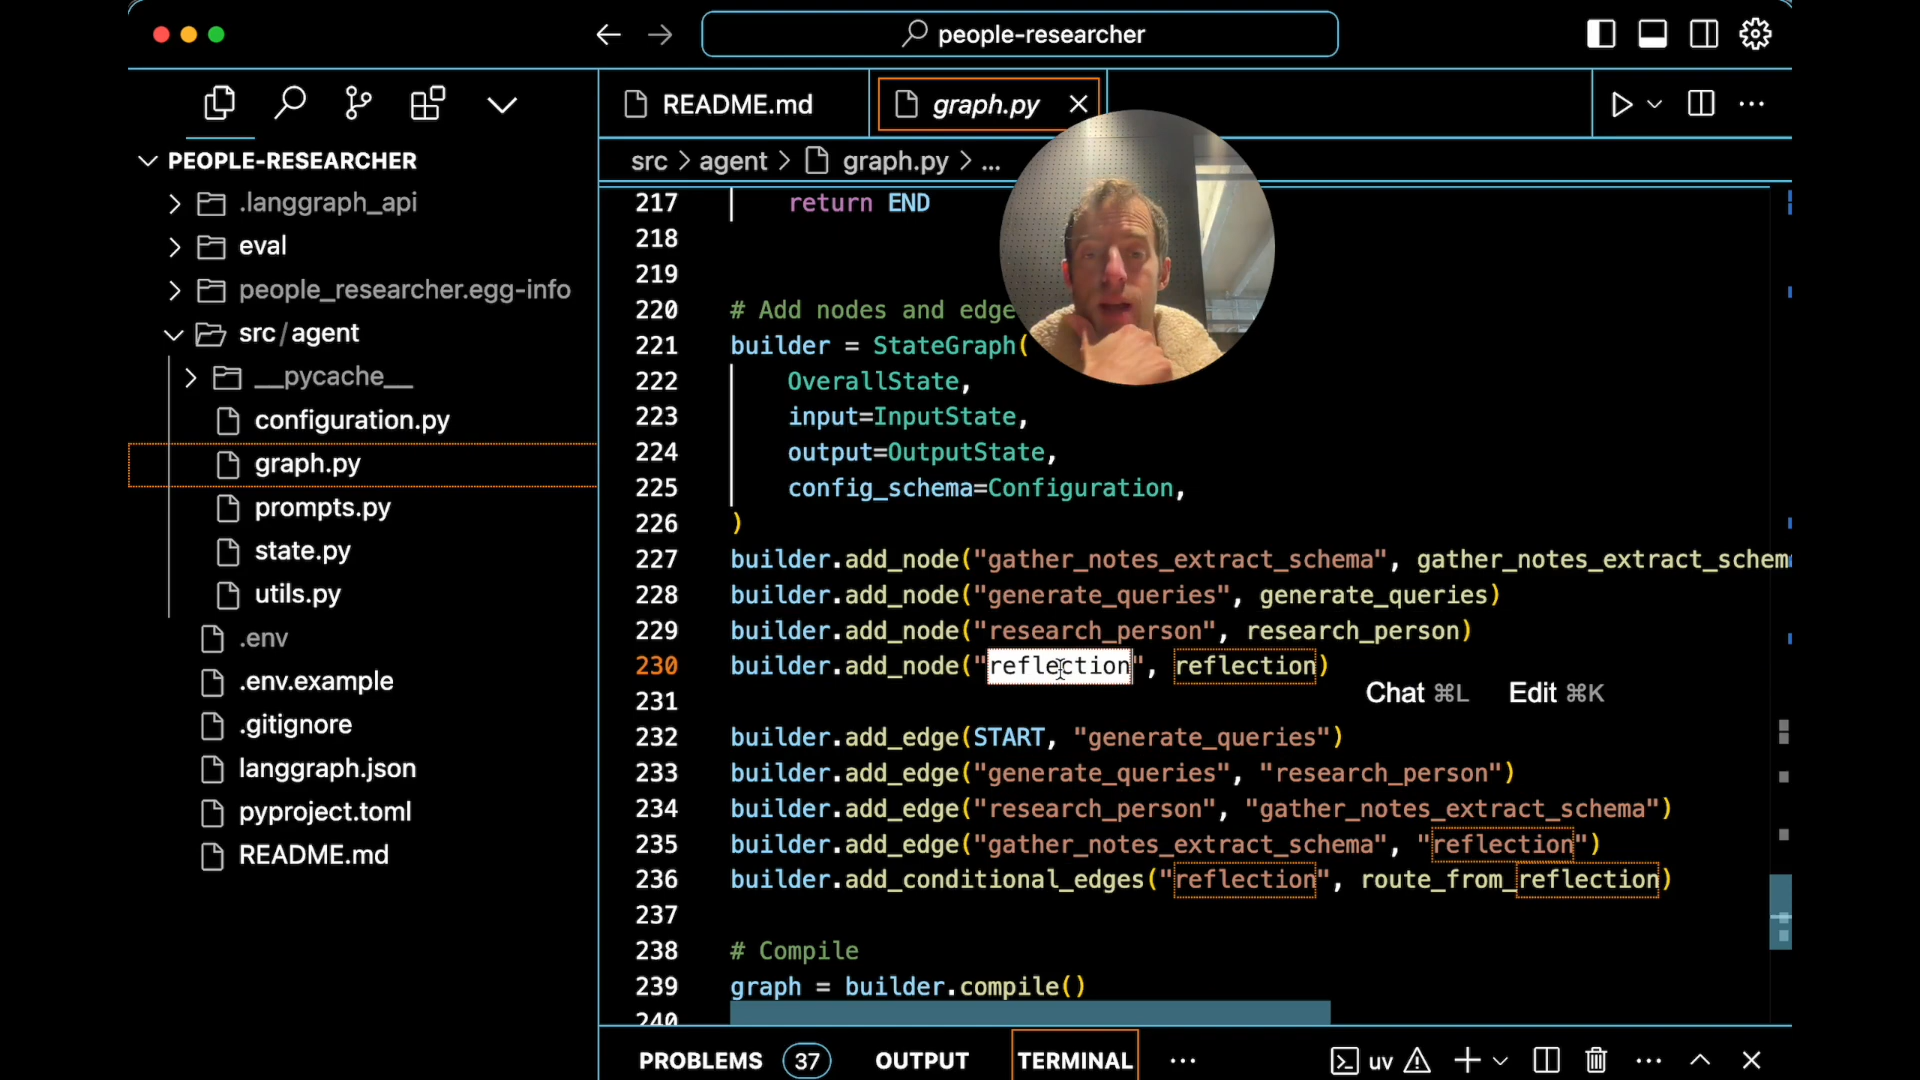 people-researcher
README.md
graph.py
PEOPLE-RESEARCHER
.langgraph_api
eval
people_researcher.egg-info
src/agent
__pycache__
configuration.py
graph.py
prompts.py
state.py
utils.py
.env
.env.example
.gitignore
langgraph.json
pyproject.toml
README.md
src > agent > graph.py > ...
217 return END
218
219
220 # Add nodes and edge
221 builder = StateGraph(
222 OverallState,
223 input=InputState,
224 output=OutputState,
225 config_schema=Configuration,
226 )
227 builder.add_node("gather_notes_extract_schema", gather_notes_extract_schem
228 builder.add_node("generate_queries", generate_queries)
229 builder.add_node("research_person", research_person)
230 builder.add_node("reflection", reflection)
Chat ⌘L Edit ⌘K
231
232 builder.add_edge(START, "generate_queries")
233 builder.add_edge("generate_queries", "research_person")
234 builder.add_edge("research_person", "gather_notes_extract_schema")
235 builder.add_edge("gather_notes_extract_schema", "reflection")
236 builder.add_conditional_edges("reflection", route_from_reflection)
237
238 # Compile
239 graph = builder.compile()
240
PROBLEMS 37 OUTPUT TERMINAL ...
uv